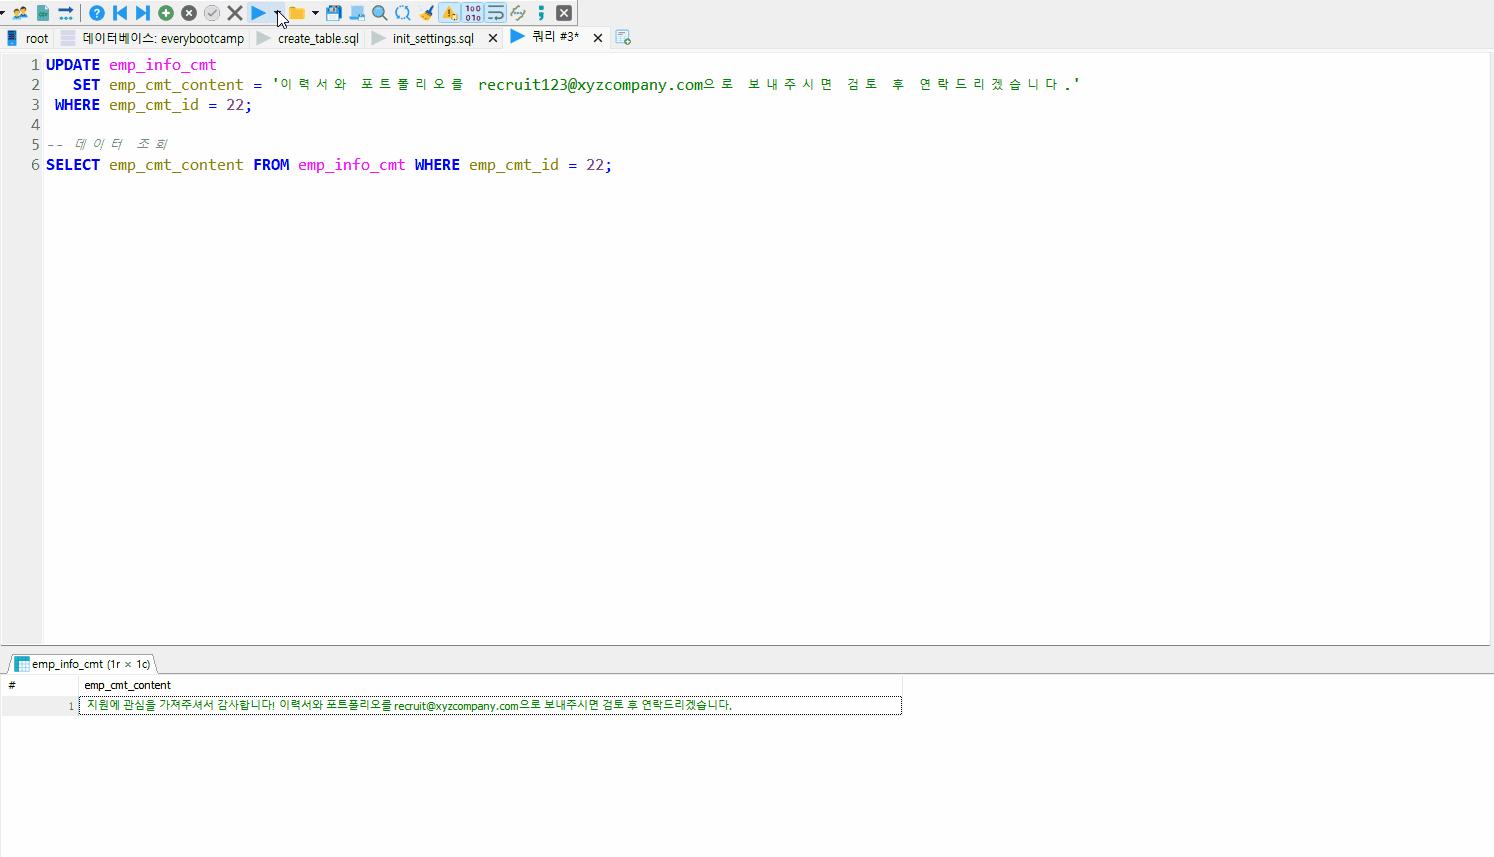 100
010
root
데이터베이스: everybootcamp
create_table.sql
init_settings.sql
쿼리 #3*
1 UPDATE emp_info_cmt
2 SET emp_cmt_content = '이력서와 포트폴리오를 recruit123@xyzcompany.com으로 보내주시면 검토 후 연락드리겠습니다.'
3 WHERE emp_cmt_id = 22;
4
5 -- 데이터 조회
6 SELECT emp_cmt_content FROM emp_info_cmt WHERE emp_cmt_id = 22;
emp_info_cmt (1r × 1c)
# emp_cmt_content
1 지원에 관심을 가져주셔서 감사합니다! 이력서와 포트폴리오를 recruit@xyzcompany.com으로 보내주시면 검토 후 연락드리겠습니다.